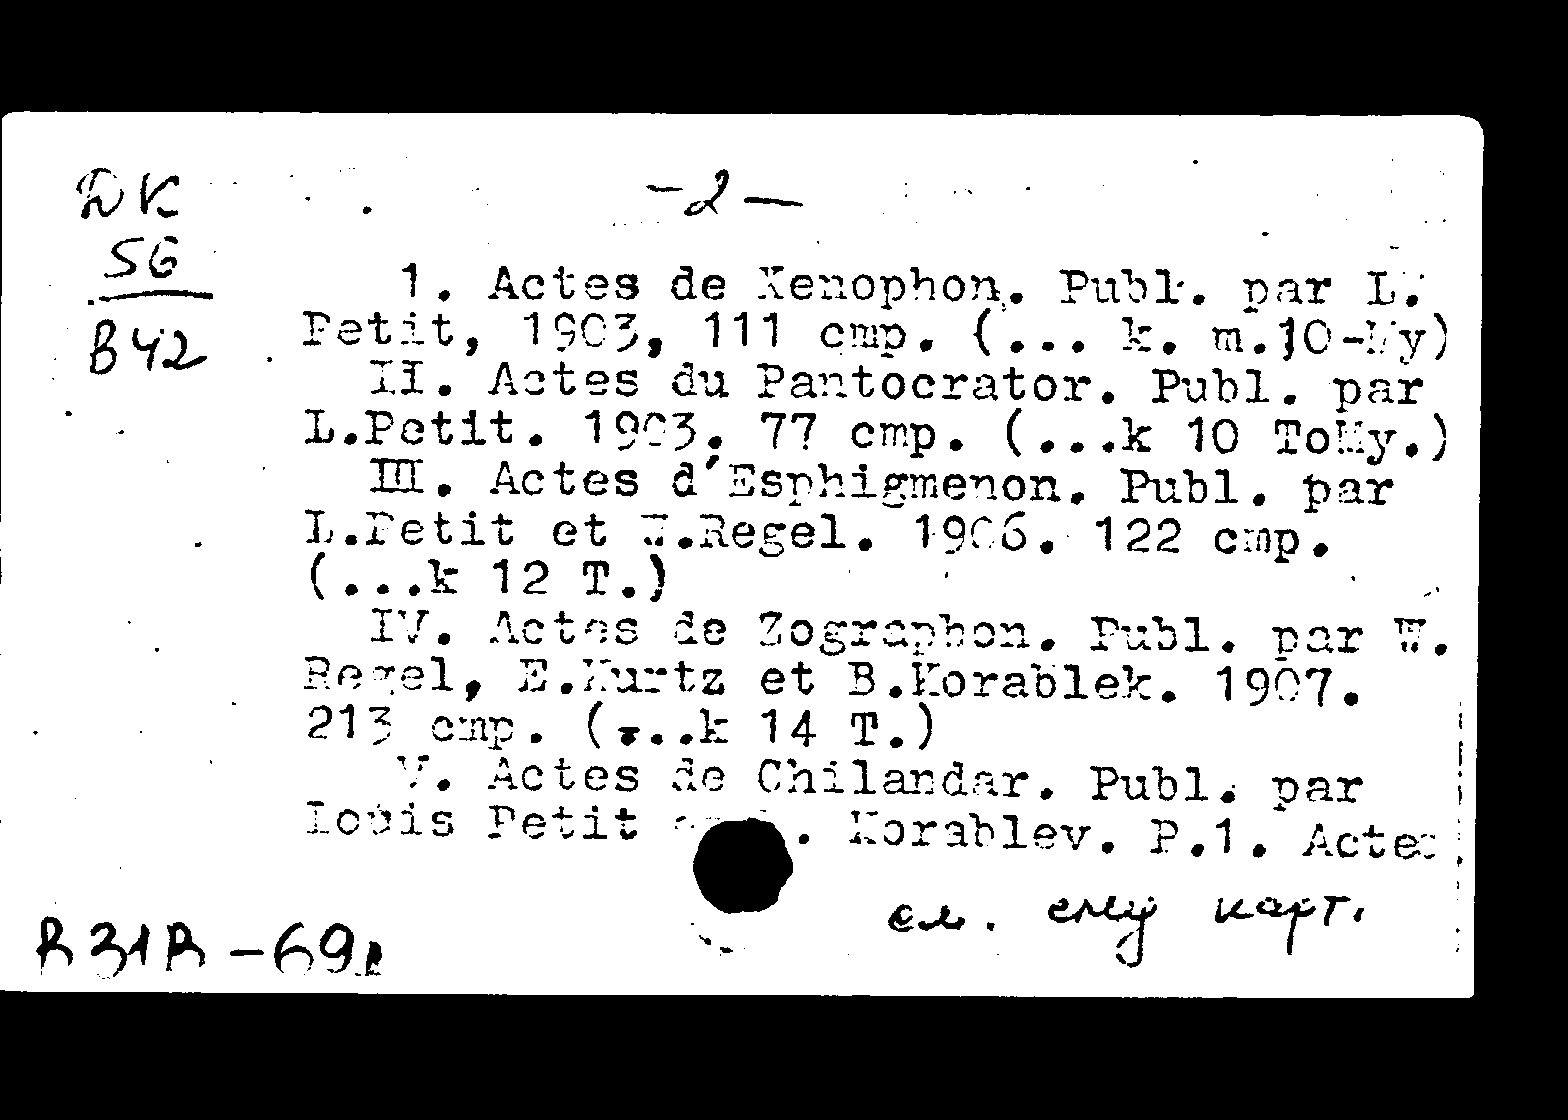 DK
56
B42
-2-
1. Actes de Xenophon. Publ. par L.
Petit, 1903, 111 cmp. (... k. m.10-My)
II. Actes du Pantocrator. Publ. par
L.Petit. 1903. 77 cmp. (...k 10 ToMy.)
III. Actes d'Esphigmenon. Publ. par
L.Petit et W.Regel. 1906. 122 cmp.
(...k 12 T.)
IV. Actes de Zographon. Publ. par W.
Regel, E.Kurtz et B.Korablek. 1907.
213 cmp. (...k 14 T.)
V. Actes de Chilandar. Publ. par
Louis Petit . Korablev. P.1. Actes
см. след карт.